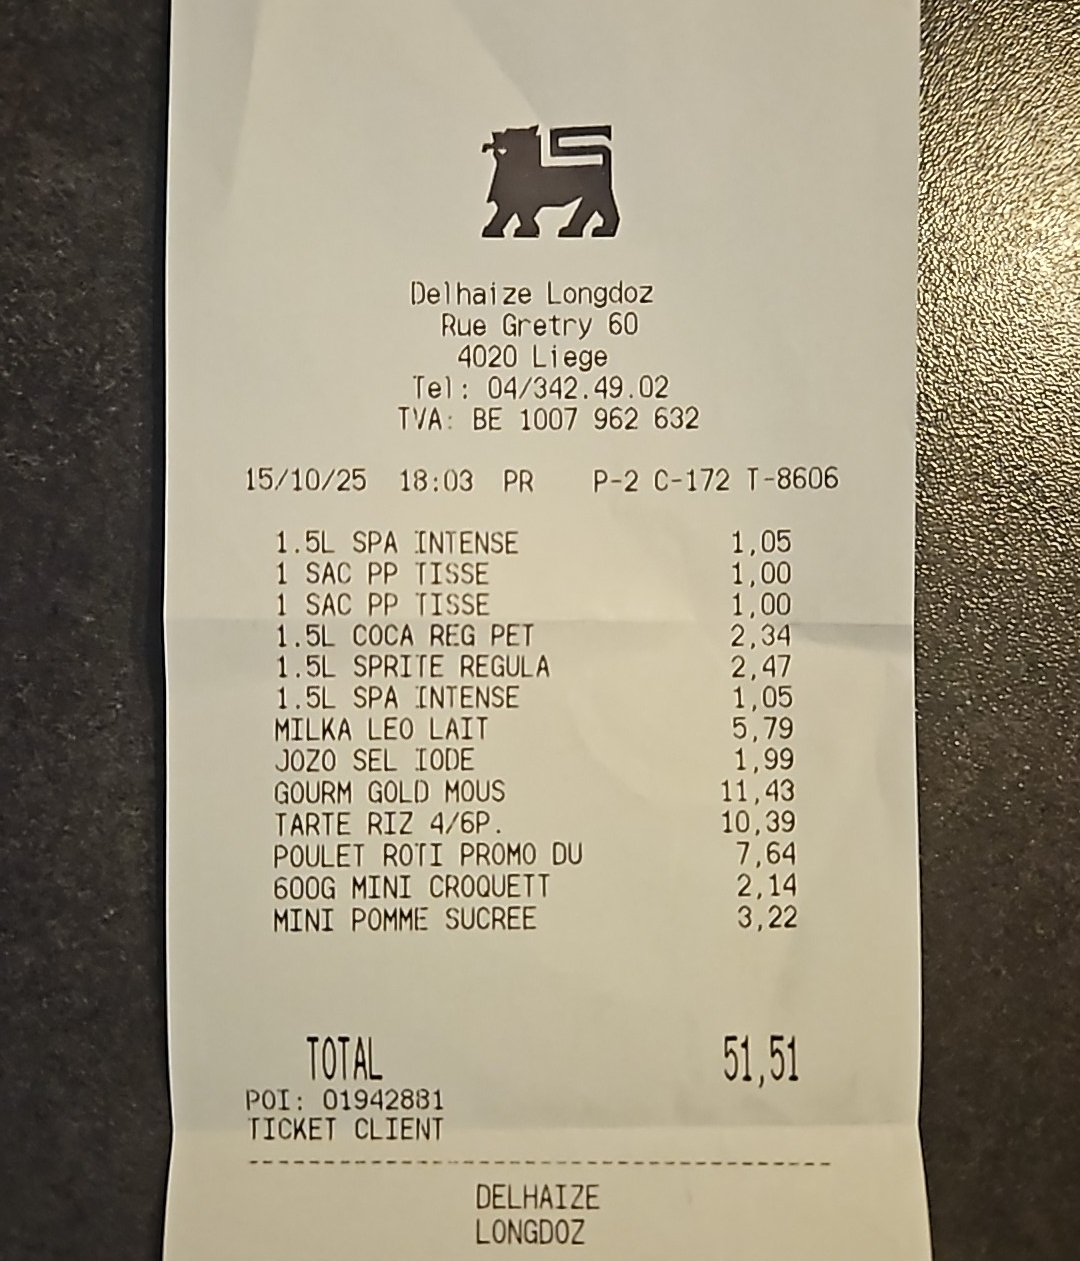 Delhaize Longdoz
Rue Gretry 60
4020 Liege
Tel: 04/342.49.02
TVA: BE 1007 962 632
15/10/25 18:03 PR P-2 C-172 T-8606
1.5L SPA INTENSE 1,05
1 SAC PP TISSE 1,00
1 SAC PP TISSE 1,00
1.5L COCA REG PET 2,34
1.5L SPRITE REGULA 2,47
1.5L SPA INTENSE 1,05
MILKA LEO LAIT 5,79
JOZO SEL IODE 1,99
GOURM GOLD MOUS 11,43
TARTE RIZ 4/6P. 10,39
POULET ROTI PROMO DU 7,64
600G MINI CROQUETT 2,14
MINI POMME SUCREE 3,22
TOTAL 51,51
POI: 01942881
TICKET CLIENT
--------------------------------------
DELHAIZE
LONGDOZ